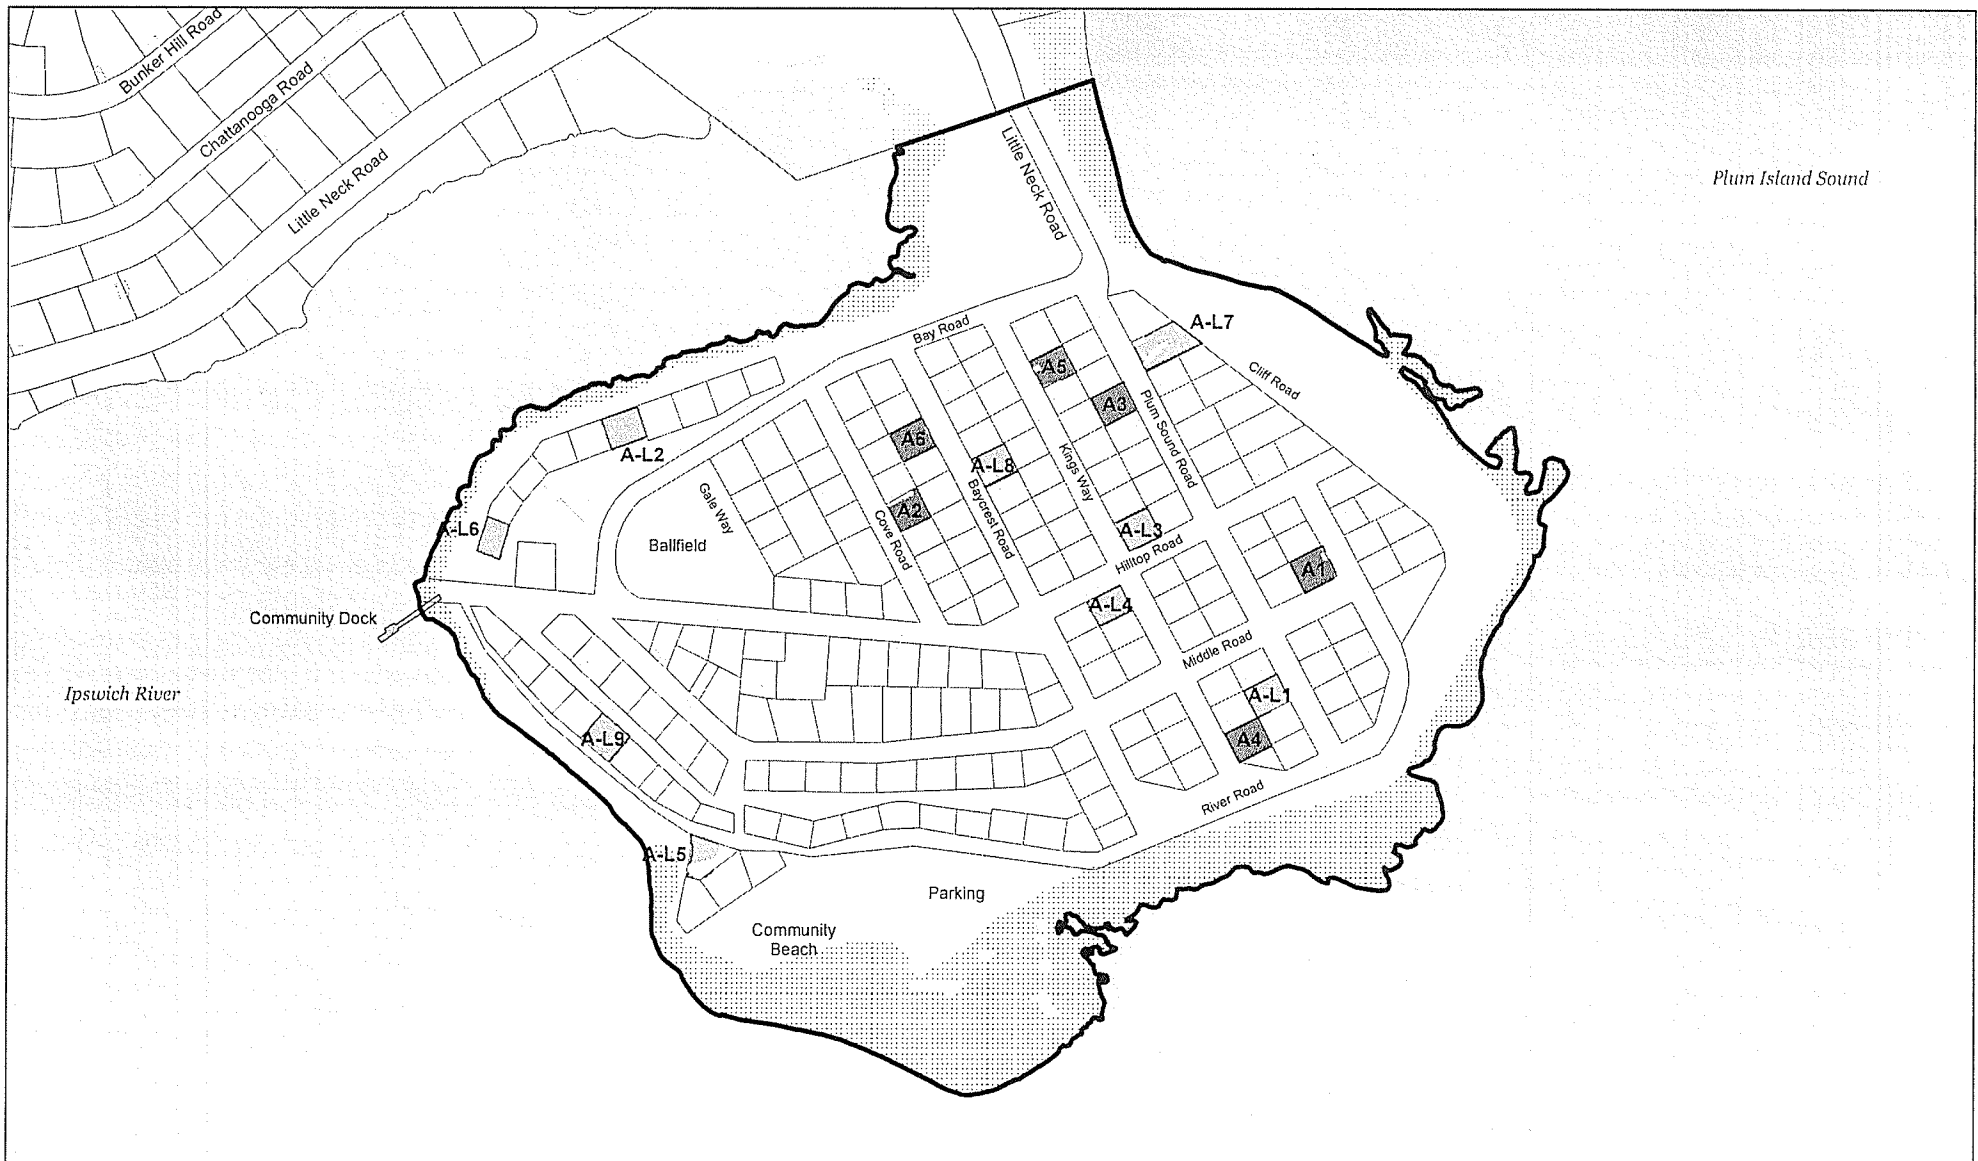 Bunker Hill Road
Chattanooga Road
Little Neck Road
Little Neck Road
Plum Island Sound
Bay Road
A-L7
A5
Cliff Road
A3
Plum Sound Road
A6
A-L2
A-L8
Kings Way
Gale Way
Baycrest Road
A2
Cove Road
A-L6
A-L3
Ballfield
Hilltop Road
A1
A-L4
Community Dock
Middle Road
Ipswich River
A-L1
A-L9
A4
River Road
A-L5
Parking
Community
Beach